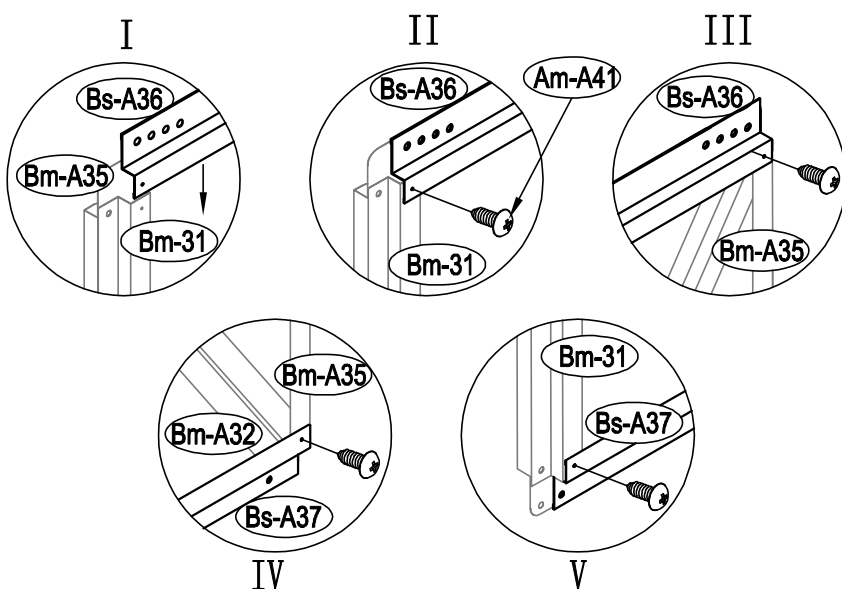 I
II
III
Bs-A36
Bm-A35
Bm-31
Bs-A36
Am-A41
Bm-31
Bs-A36
Bm-A35
Bm-A35
Bm-A32
Bs-A37
Bm-31
Bs-A37
IV
V